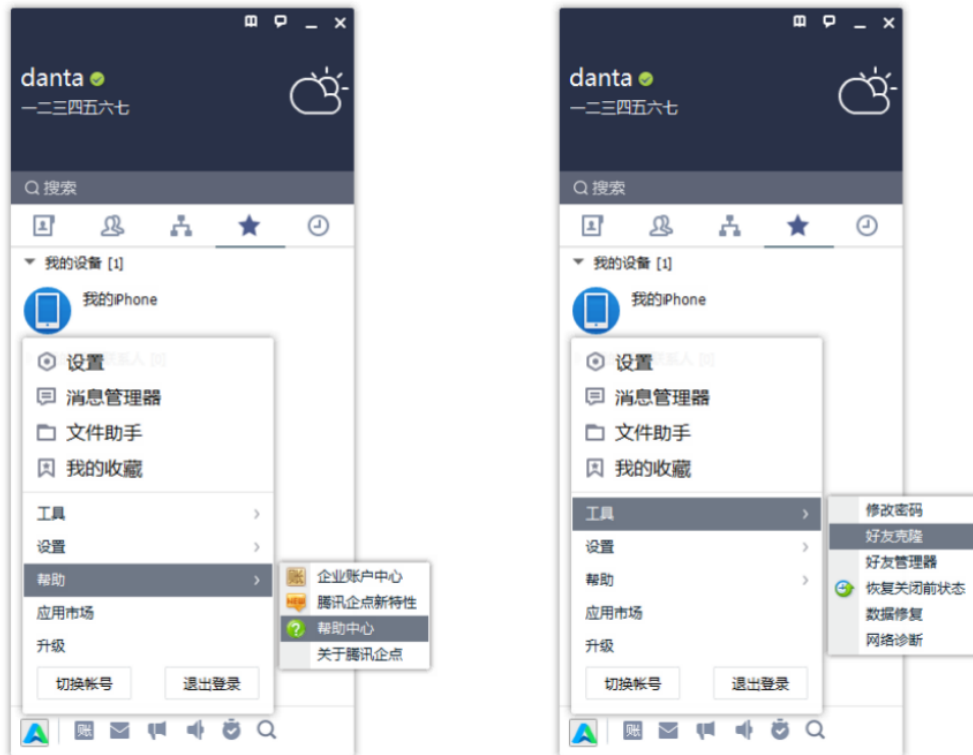 danta
一二三四五六七
搜索
我的设备 [1]
我的iPhone
设置
消息管理器
文件助手
我的收藏
工具
设置
帮助
企业账户中心
腾讯企点新特性
帮助中心
关于腾讯企点
应用市场
升级
切换帐号
退出登录
账
danta
一二三四五六七
搜索
我的设备 [1]
我的iPhone
设置
消息管理器
文件助手
我的收藏
工具
修改密码
好友克隆
好友管理器
恢复关闭前状态
数据修复
网络诊断
设置
帮助
应用市场
升级
切换帐号
退出登录
账